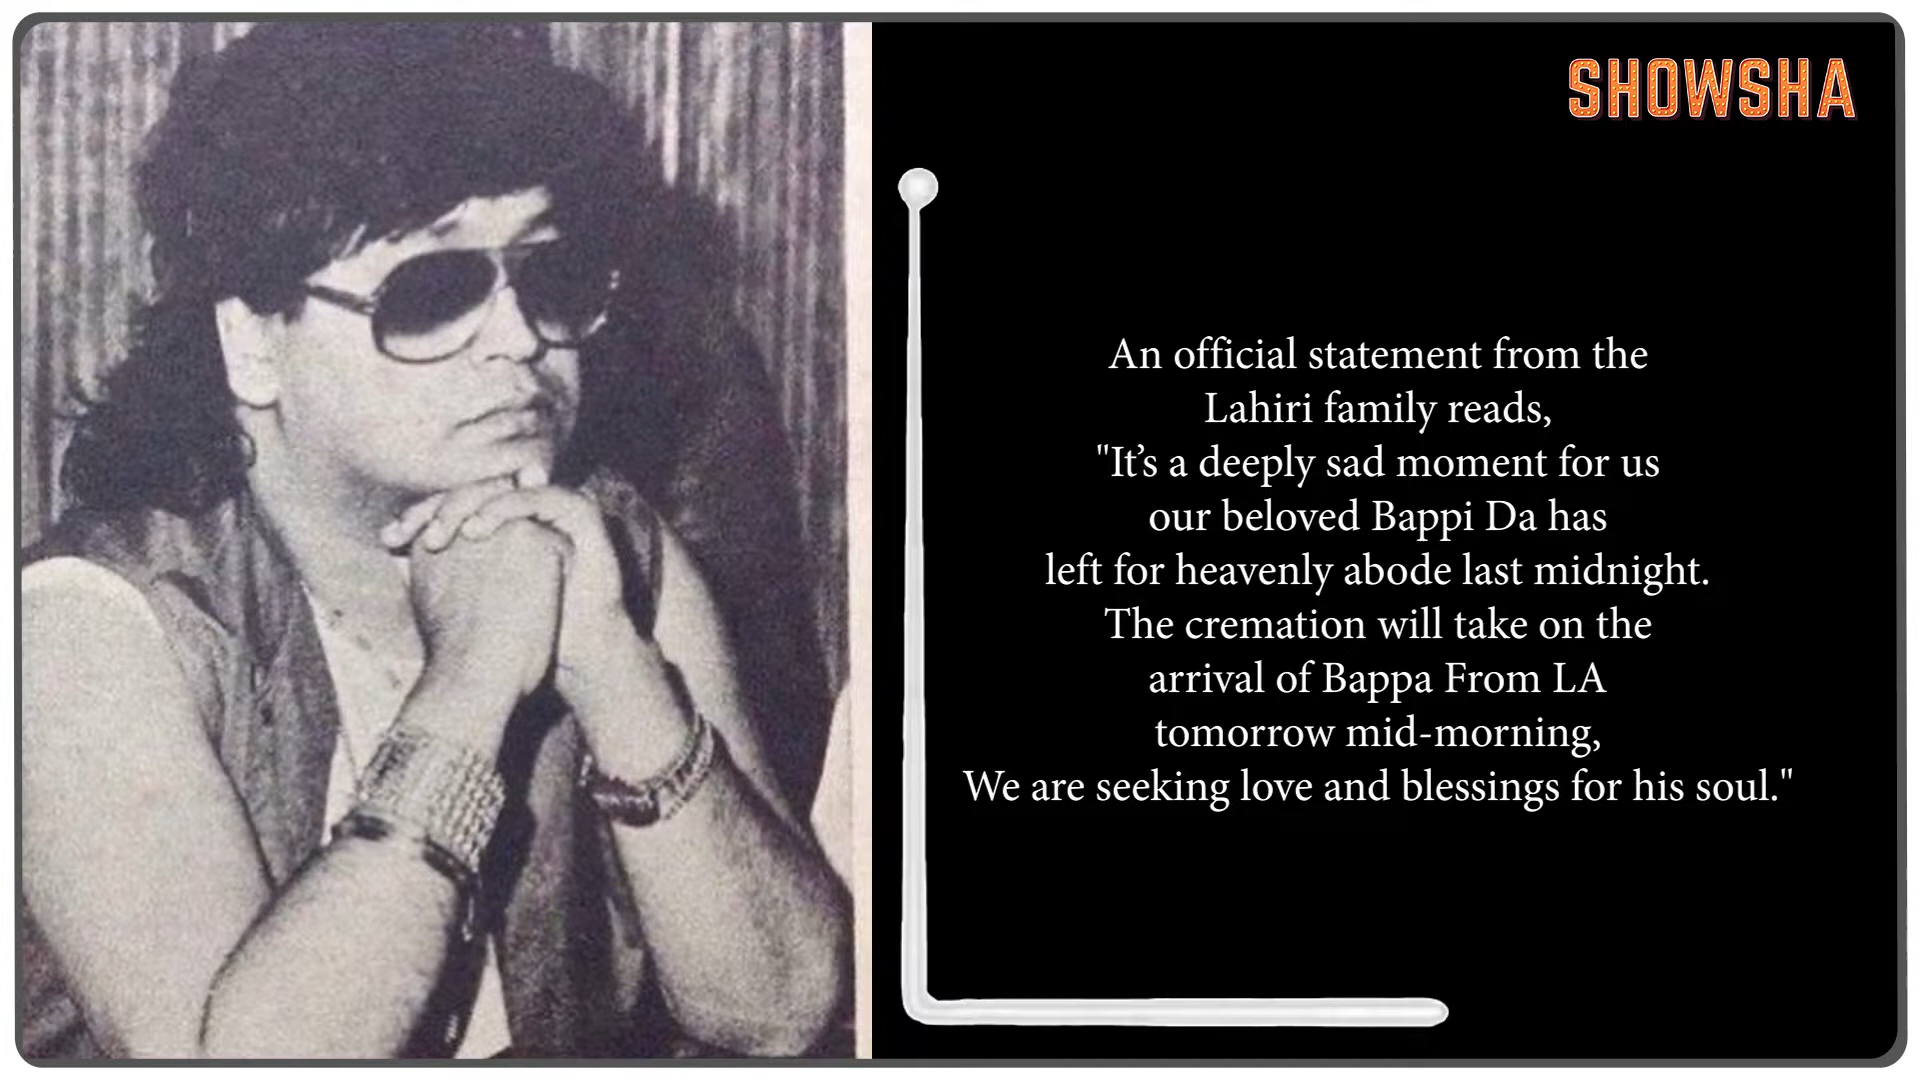 SHOWSHA
An official statement from the
Lahiri family reads,
"It’s a deeply sad moment for us
our beloved Bappi Da has
left for heavenly abode last midnight.
The cremation will take on the
arrival of Bappa From LA
tomorrow mid-morning,
We are seeking love and blessings for his soul."